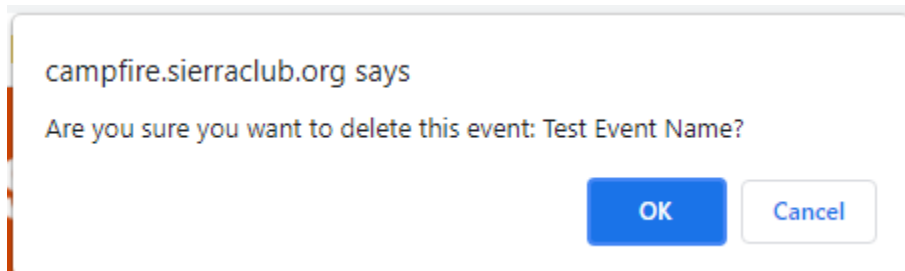 campfire.sierraclub.org says
Are you sure you want to delete this event: Test Event Name?
OK
Cancel